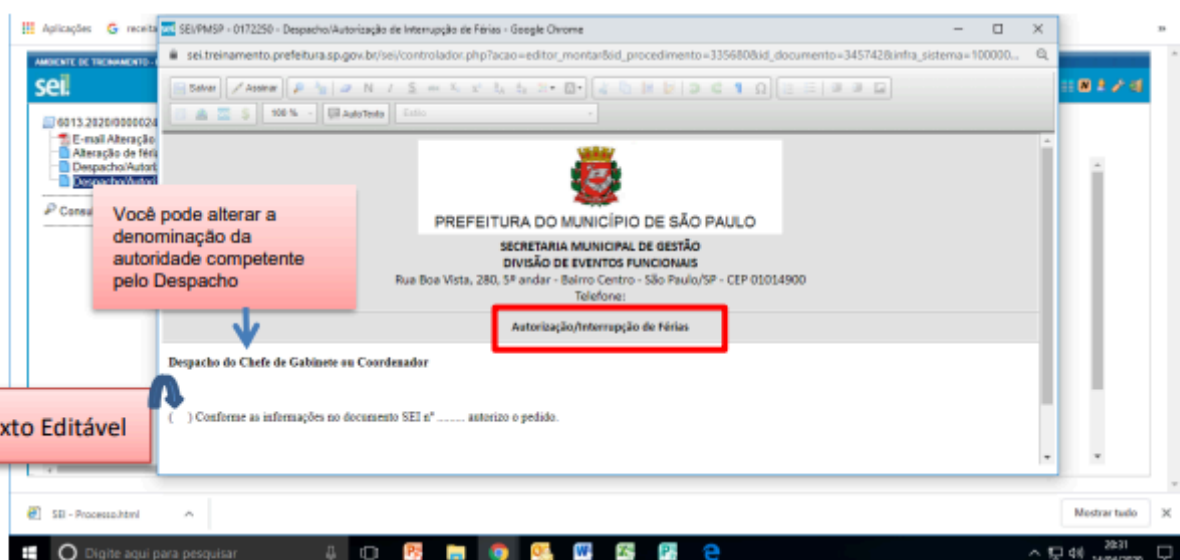 Aplicações G receita
SEI/PMSP - 0172250 - Despacho/Autorização de Interrupção de Férias - Google Chrome
sei.treinamento.prefeitura.sp.gov.br/sei/controlador.php?acao=editor_montar&id_procedimento=335680&id_documento=345742&infra_sistema=100000...
AMBIENTE DE TREINAMENTO -
sei!
Salvar Assinar
100 % AutoTexto Estilo
6013.2020/0000024
E-mail Alteração
Alteração de féri
Despacho/Autori
Despacho/Autori
Consul
Você pode alterar a
denominação da
autoridade competente
pelo Despacho
PREFEITURA DO MUNICÍPIO DE SÃO PAULO
SECRETARIA MUNICIPAL DE GESTÃO
DIVISÃO DE EVENTOS FUNCIONAIS
Rua Boa Vista, 280, 5º andar - Bairro Centro - São Paulo/SP - CEP 01014900
Telefone:
Autorização/Interrupção de Férias
Despacho do Chefe de Gabinete ou Coordenador
( ) Conforme as informações no documento SEI nº ......... autorizo o pedido.
xto Editável
SEI - Processo.html
Mostrar tudo
Digite aqui para pesquisar
20:31
14/04/2020